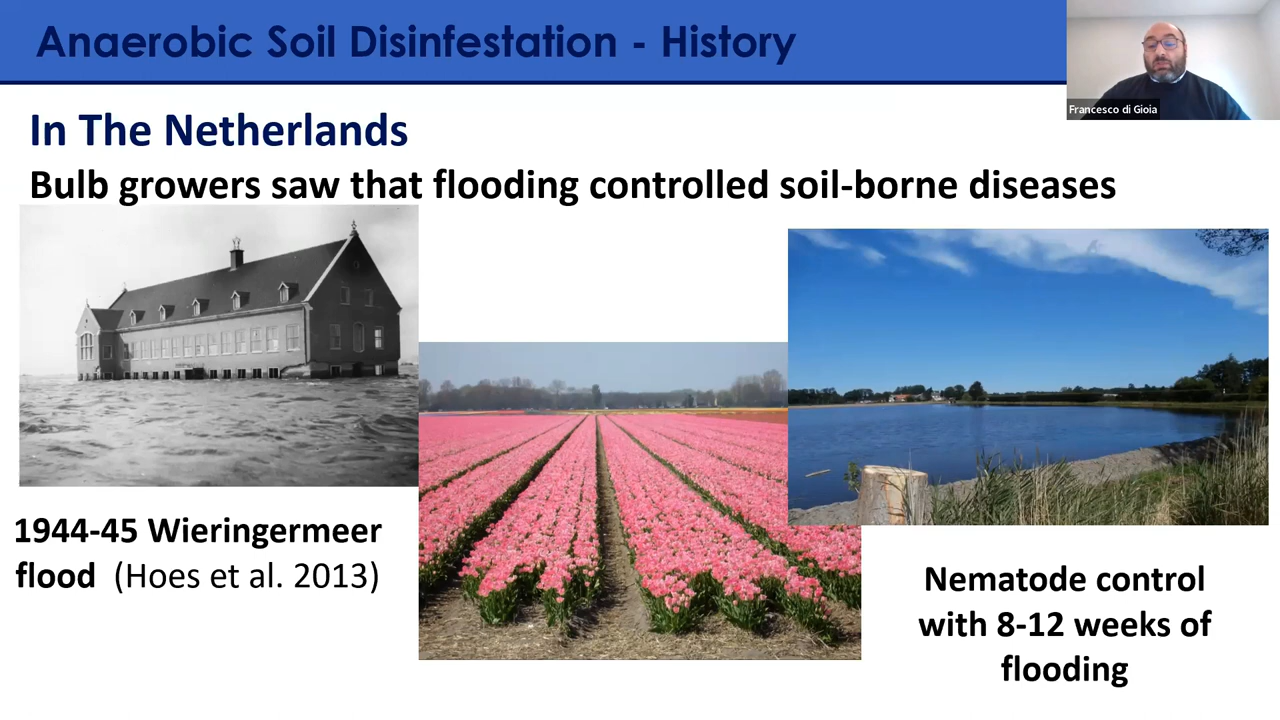 Anaerobic Soil Disinfestation - History
Francesco di Gioia
In The Netherlands
Bulb growers saw that flooding controlled soil-borne diseases
1944-45 Wieringermeer
flood (Hoes et al. 2013)
Nematode control
with 8-12 weeks of
flooding